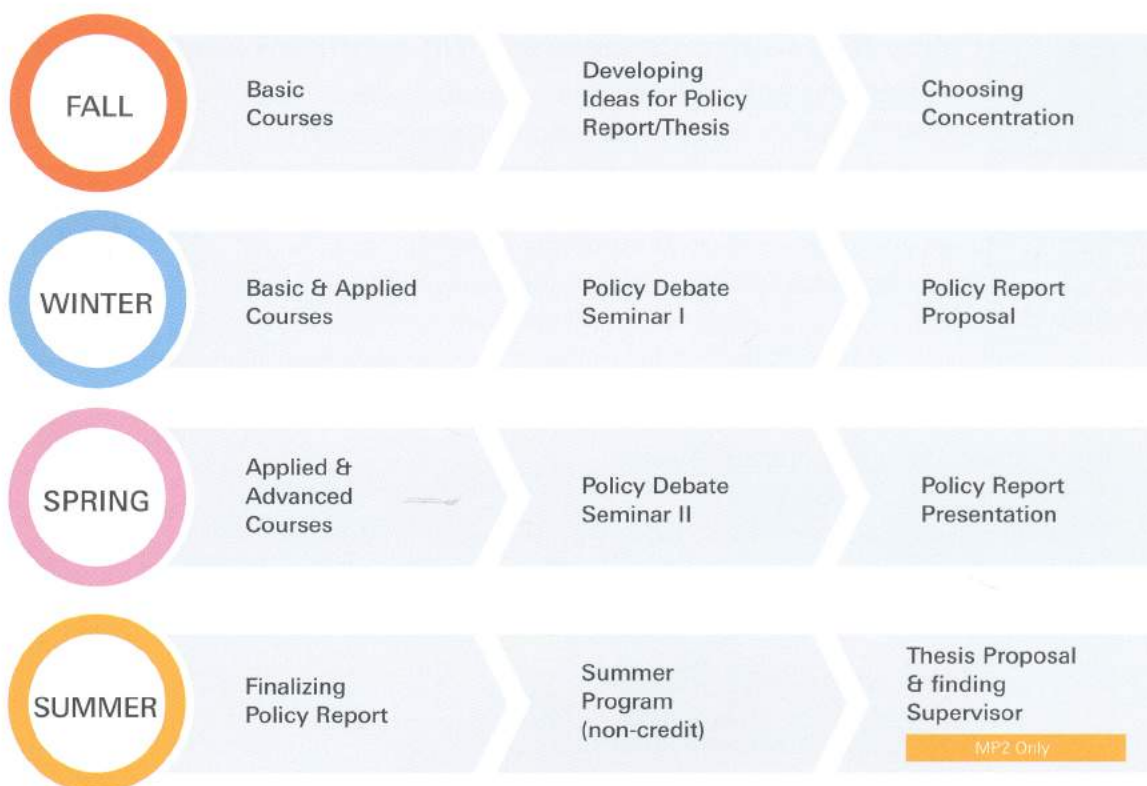 FALL
Basic
Courses
Developing
Ideas for Policy
Report/Thesis
Choosing
Concentration
WINTER
Basic & Applied
Courses
Policy Debate
Seminar I
Policy Report
Proposal
SPRING
Applied &
Advanced
Courses
Policy Debate
Seminar II
Policy Report
Presentation
SUMMER
Finalizing
Policy Report
Summer
Program
(non-credit)
Thesis Proposal
& finding
Supervisor
MP2 Only